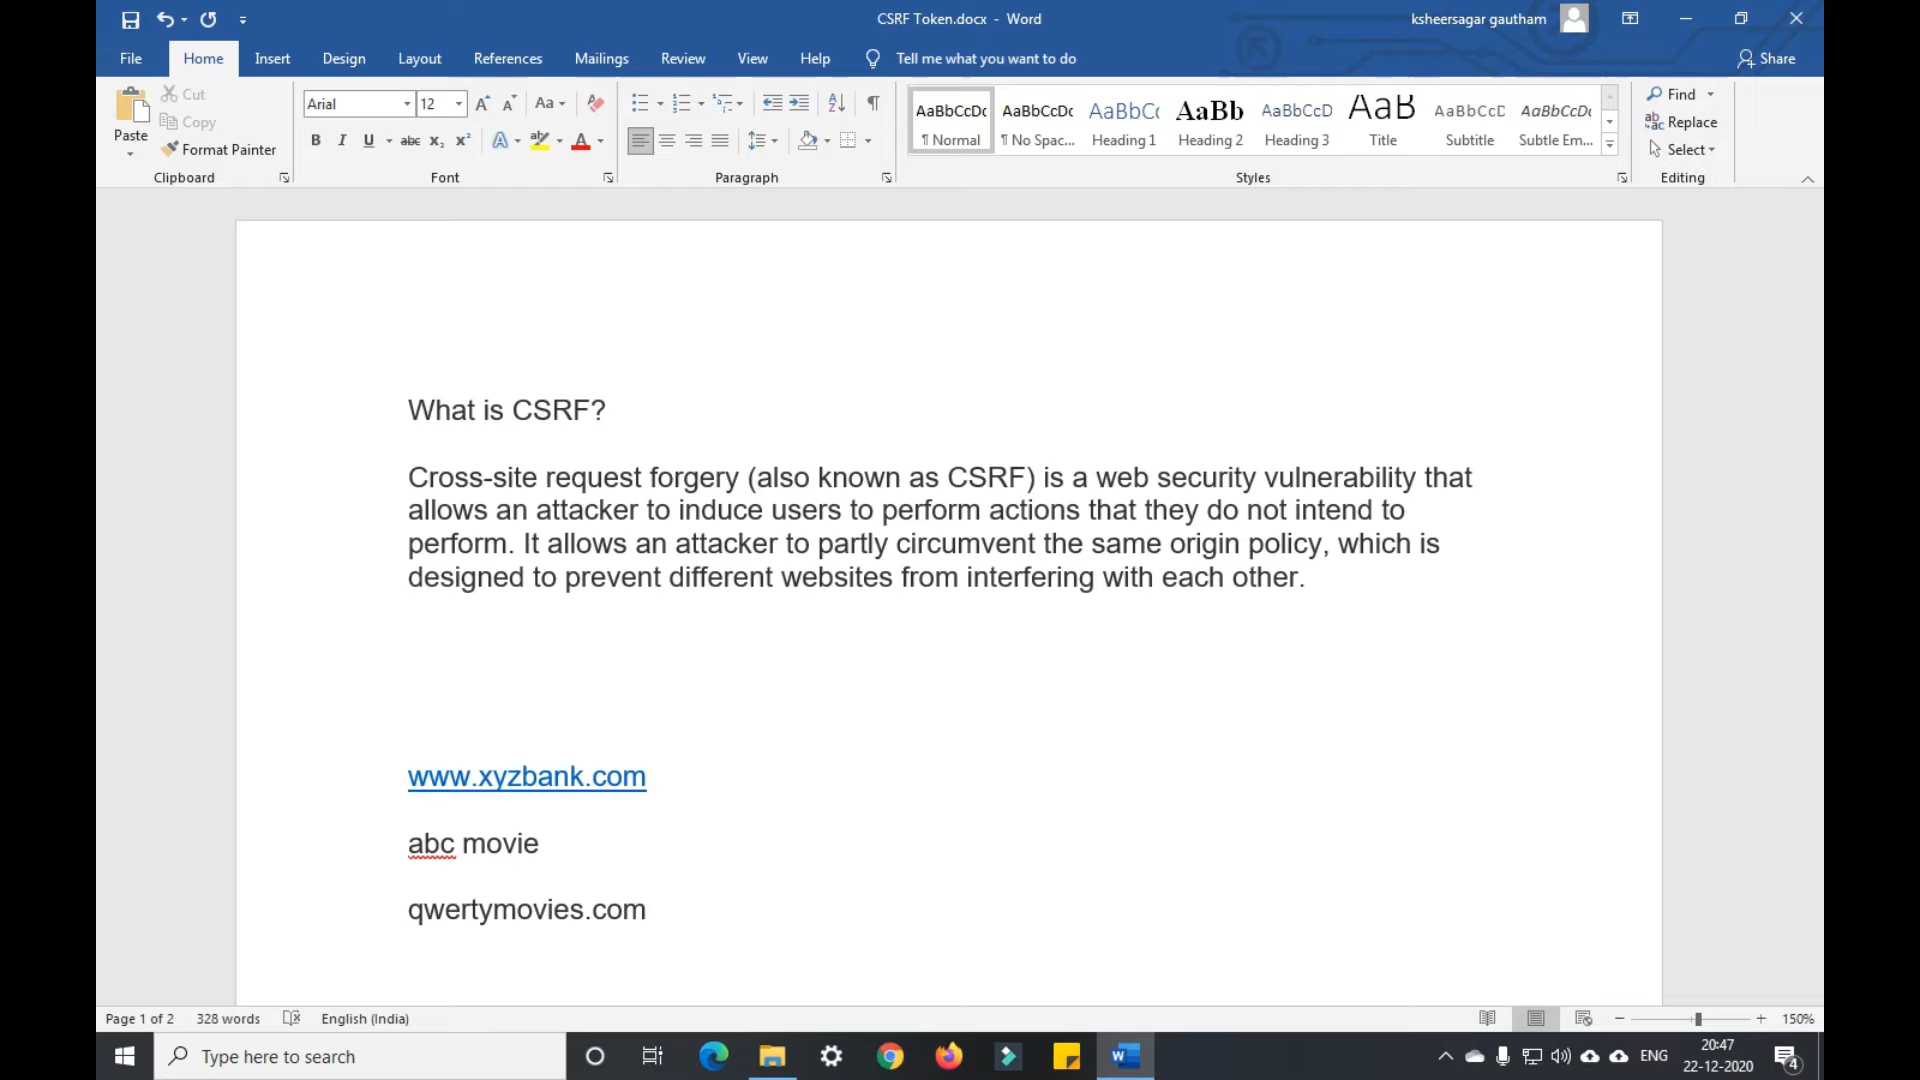 CSRF Token.docx - Word
ksheersagar gautham
File Home Insert Design Layout References Mailings Review View Help Tell me what you want to do Share
Paste
Cut
Copy
Format Painter
Clipboard
Arial 12
Font
Paragraph
AaBbCcDc AaBbCcDc AaBbCc AaBb AaBbCcD AaB AaBbCcD AaBbCcDc
¶ Normal ¶ No Spac... Heading 1 Heading 2 Heading 3 Title Subtitle Subtle Em...
Styles
Find
Replace
Select
Editing
What is CSRF?
Cross-site request forgery (also known as CSRF) is a web security vulnerability that
allows an attacker to induce users to perform actions that they do not intend to
perform. It allows an attacker to partly circumvent the same origin policy, which is
designed to prevent different websites from interfering with each other.
www.xyzbank.com
abc movie
qwertymovies.com
Page 1 of 2 328 words English (India) 150%
Type here to search
ENG
20:47
22-12-2020
4